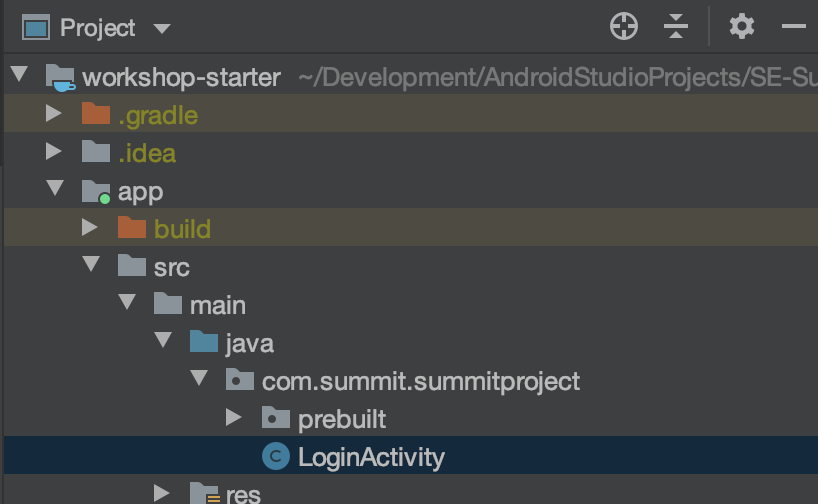 Project
workshop-starter ~/Development/AndroidStudioProjects/SE-Su
.gradle
.idea
app
build
src
main
java
com.summit.summitproject
prebuilt
C LoginActivity
res